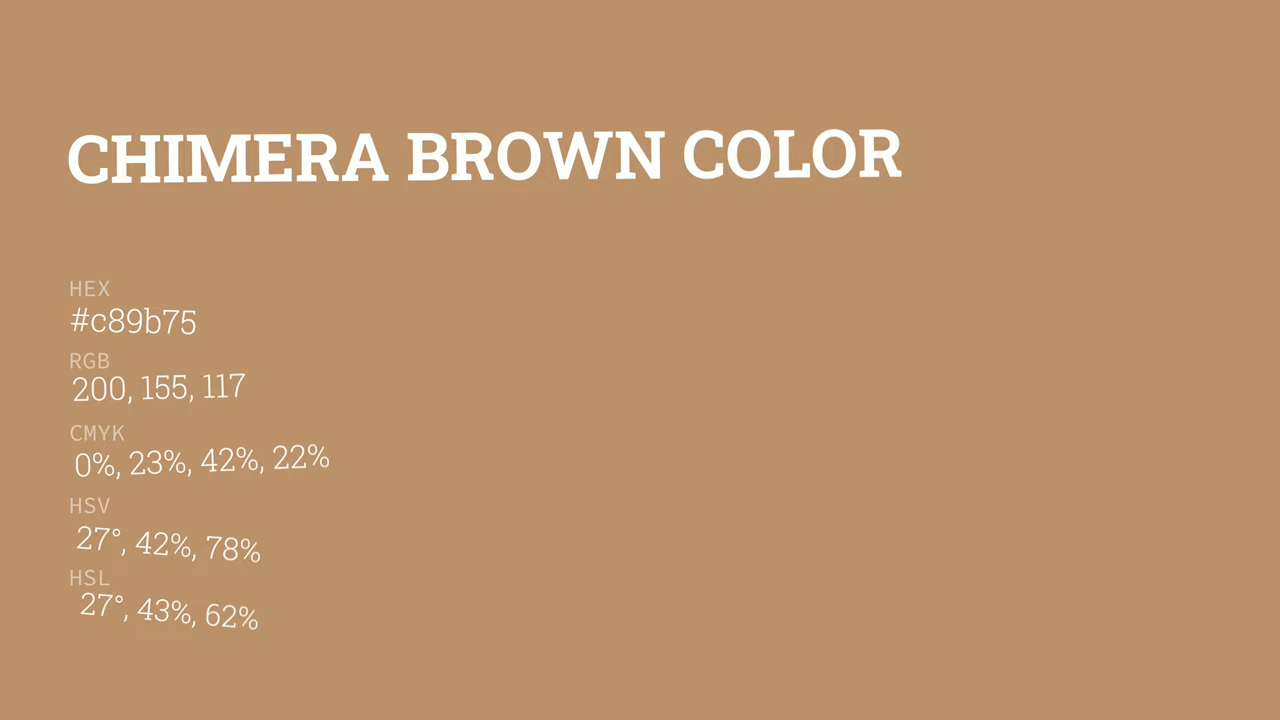 CHIMERA BROWN COLOR
HEX
#c89b75
RGB
200, 155, 117
CMYK
0%, 23%, 42%, 22%
HSV
27°, 42%, 78%
HSL
27°, 43%, 62%